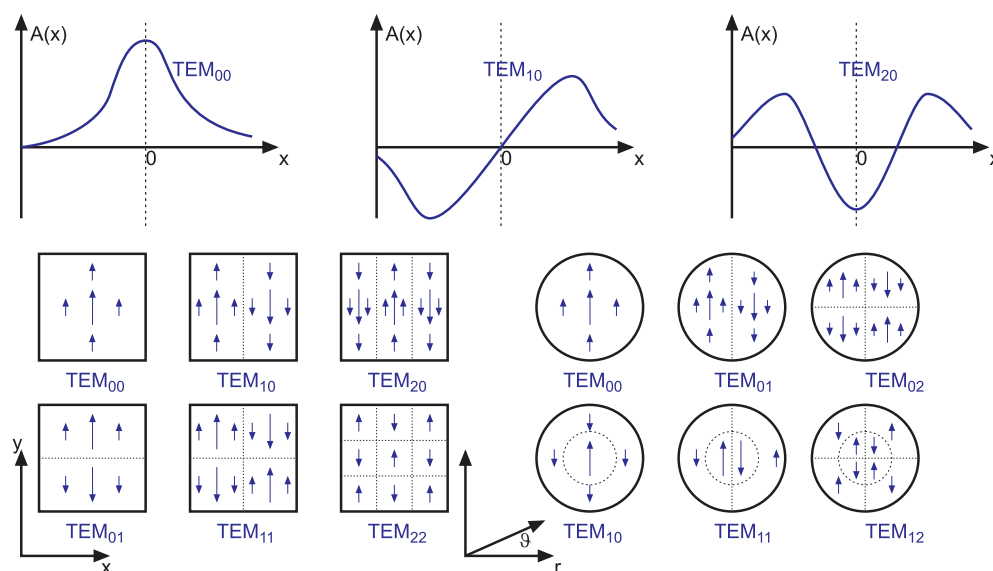 A(x) A(x) A(x)
TEM₀₀ TEM₁₀ TEM₂₀
0 x 0 x 0 x
TEM₀₀ TEM₁₀ TEM₂₀ TEM₀₀ TEM₀₁ TEM₀₂
y
TEM₀₁ TEM₁₁ TEM₂₂ TEM₁₀ TEM₁₁ TEM₁₂
ϑ
x r